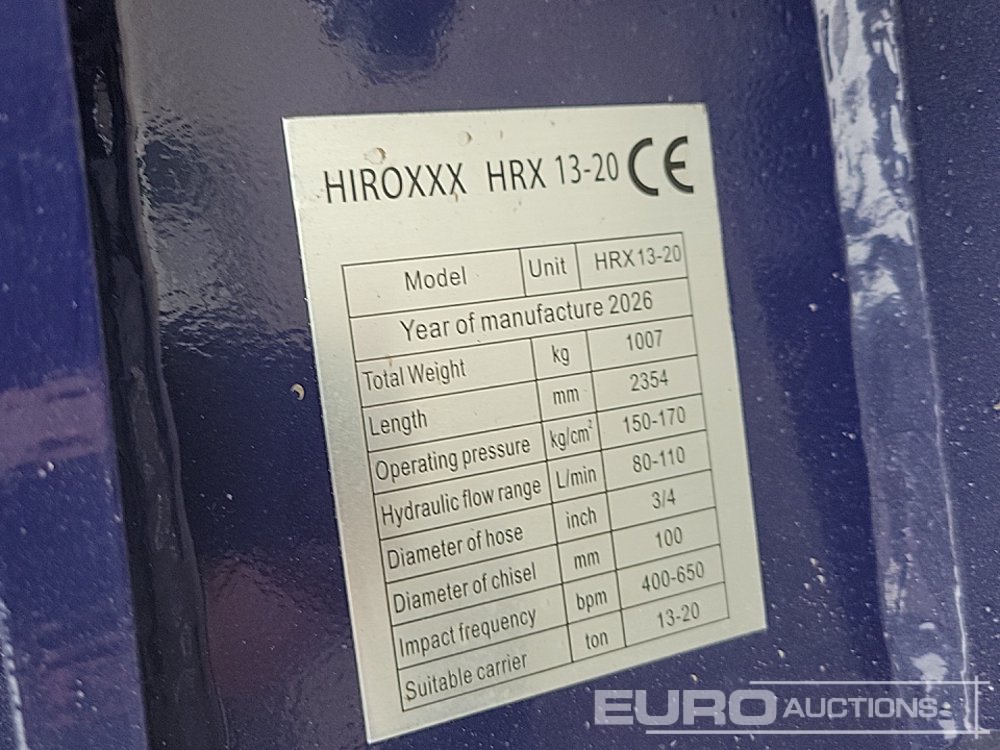 HIROXXX HRX 13-20 CE
Model Unit HRX13-20
Year of manufacture 2026
Total Weight kg 1007
Length mm 2354
Operating pressure kg/cm² 150-170
Hydraulic flow range L/min 80-110
Diameter of hose inch 3/4
Diameter of chisel mm 100
Impact frequency bpm 400-650
Suitable carrier ton 13-20
EURO AUCTIONS